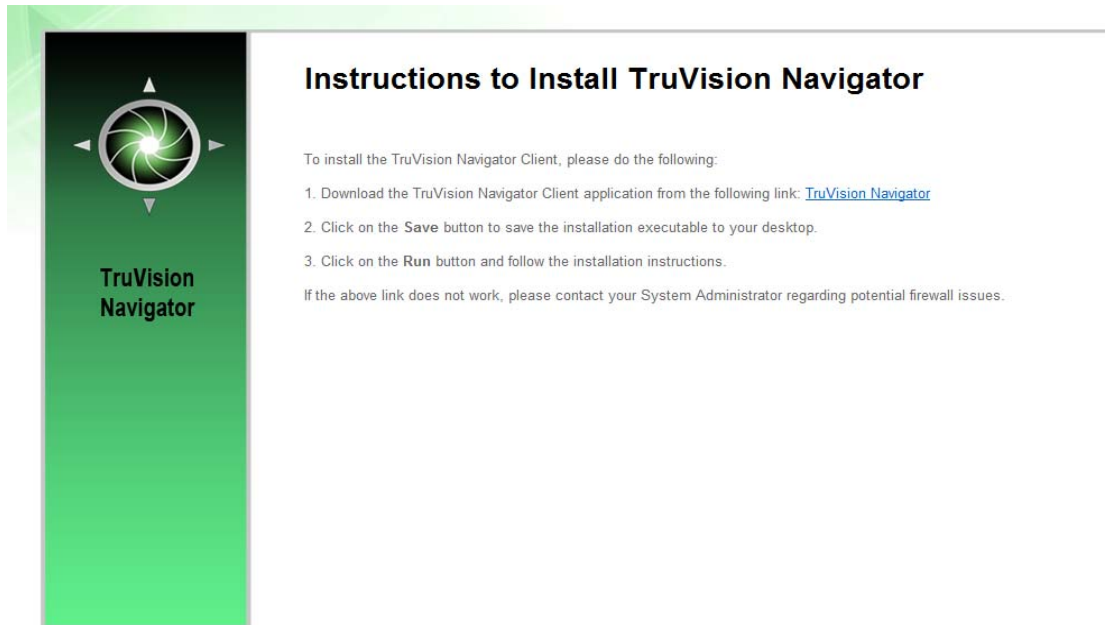 Instructions to Install TruVision Navigator
To install the TruVision Navigator Client, please do the following:
1. Download the TruVision Navigator Client application from the following link: TruVision Navigator
2. Click on the Save button to save the installation executable to your desktop.
3. Click on the Run button and follow the installation instructions.
If the above link does not work, please contact your System Administrator regarding potential firewall issues.
TruVision
Navigator